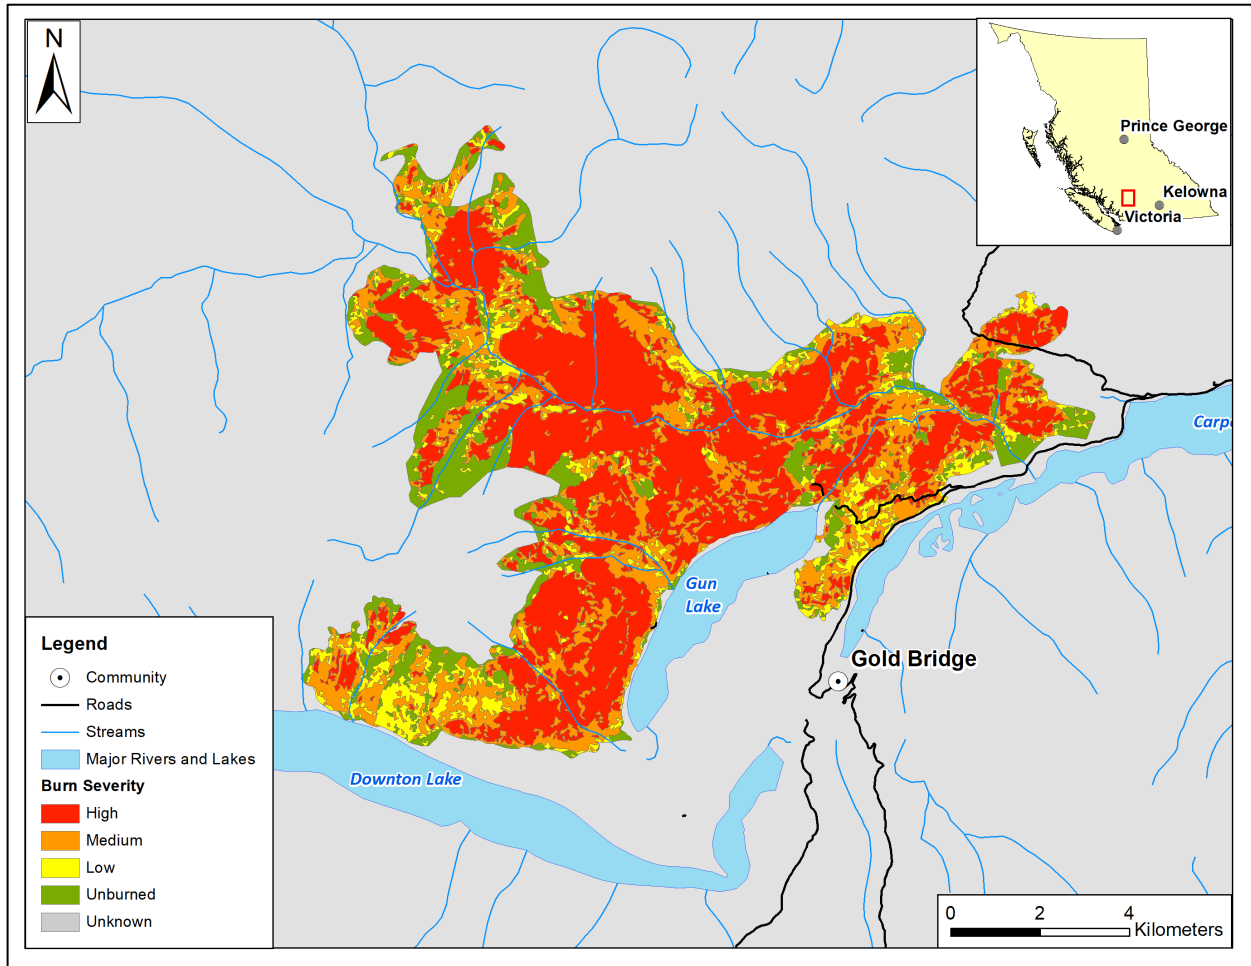 N
Prince George
Kelowna
Victoria
Carp
Gun
Lake
Gold Bridge
Downton Lake
Legend
Community
Roads
Streams
Major Rivers and Lakes
Burn Severity
High
Medium
Low
Unburned
Unknown
0 2 4
Kilometers